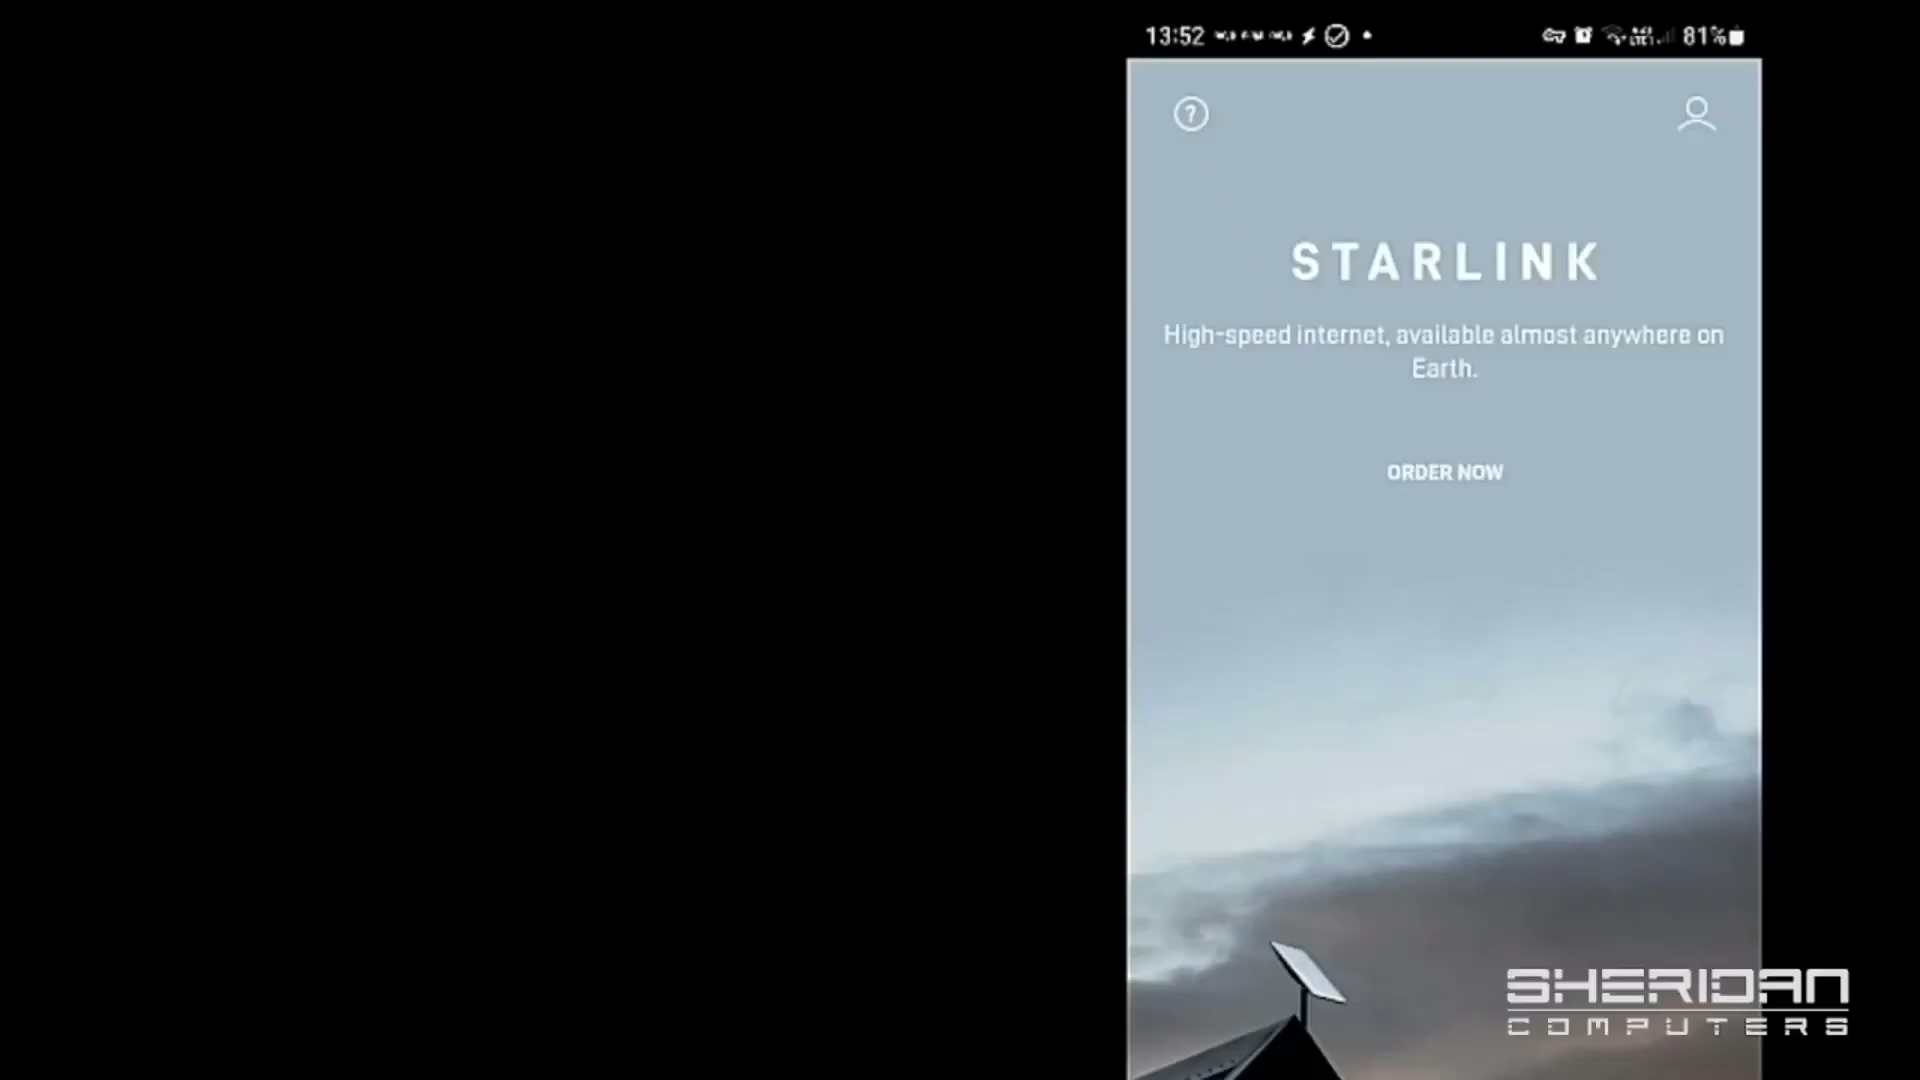 13:52
81%
?
STARLINK
High-speed internet, available almost anywhere on
Earth.
ORDER NOW
SHERIDAN
COMPUTERS